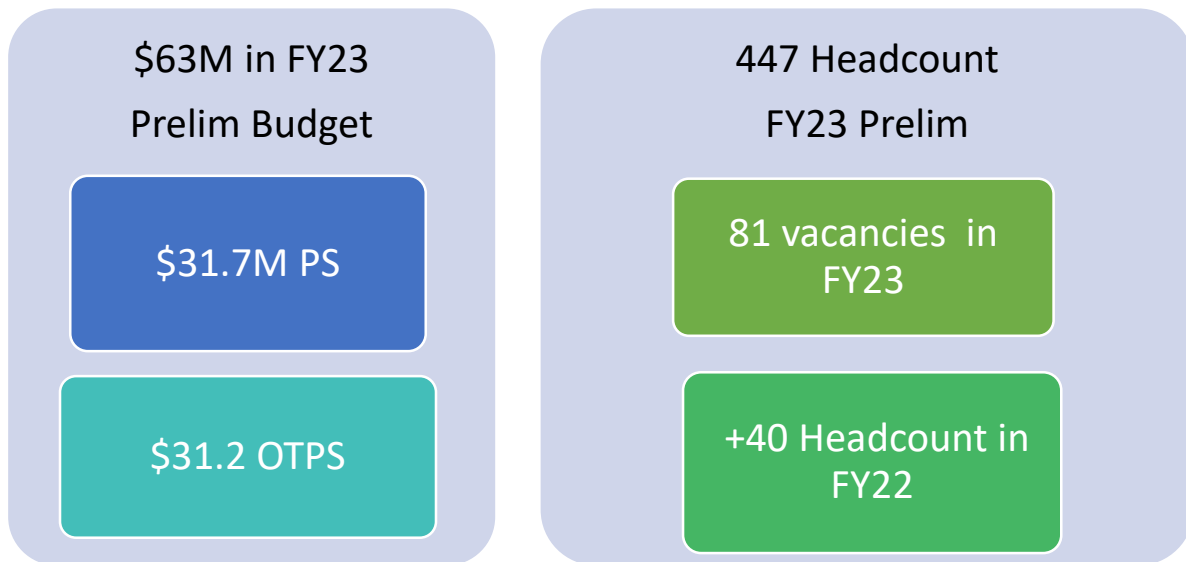 $63M in FY23
Prelim Budget
$31.7M PS
$31.2 OTPS
447 Headcount
FY23 Prelim
81 vacancies in
FY23
+40 Headcount in
FY22